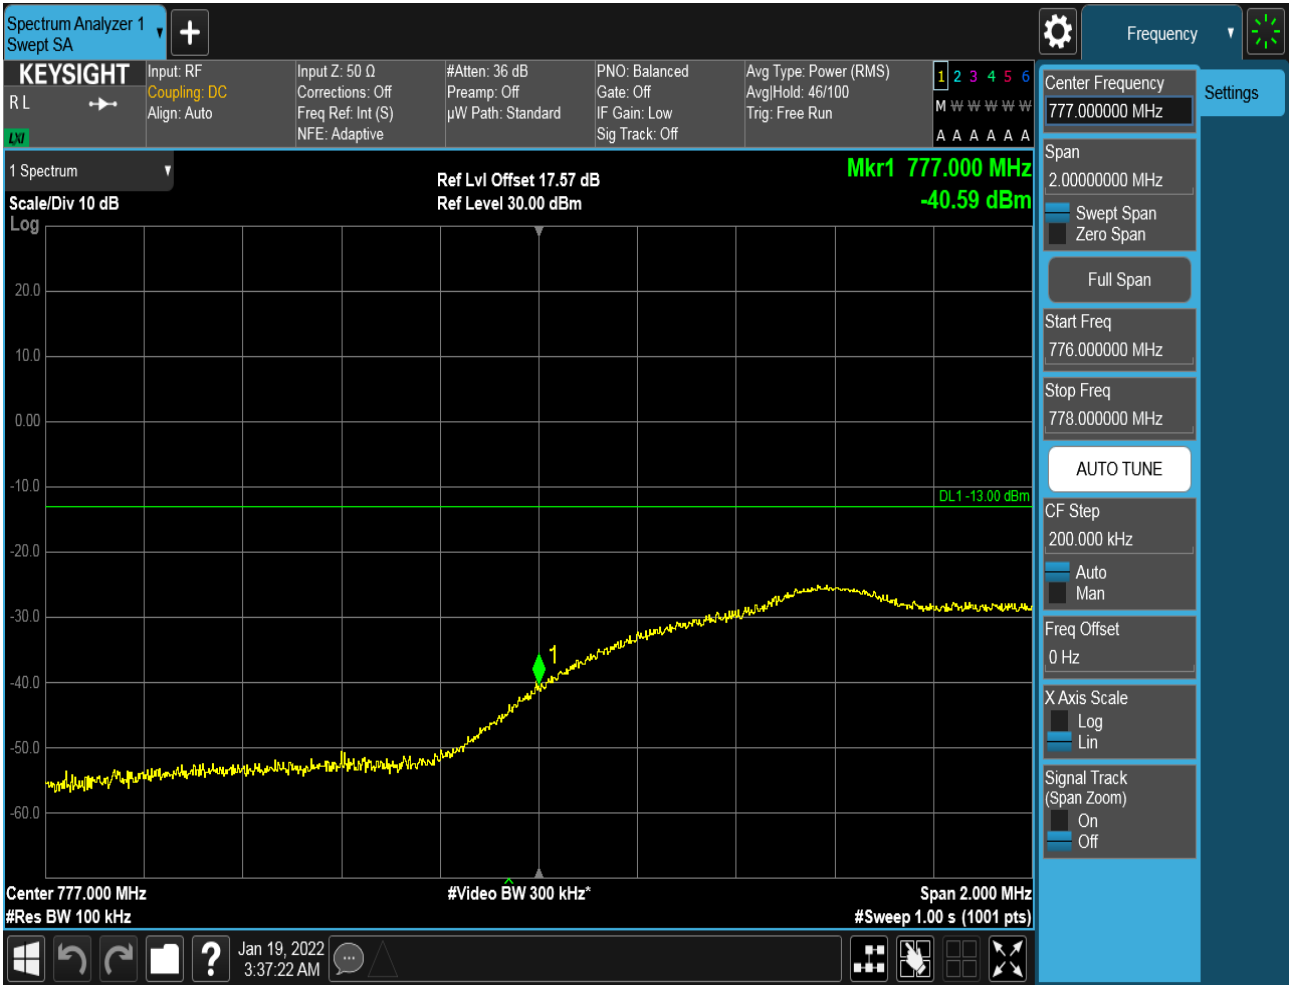 Spectrum Analyzer 1
Swept SA
Frequency
KEYSIGHT
R L
LXI
Input: RF
Coupling: DC
Align: Auto
Input Z: 50 Ω
Corrections: Off
Freq Ref: Int (S)
NFE: Adaptive
#Atten: 36 dB
Preamp: Off
µW Path: Standard
PNO: Balanced
Gate: Off
IF Gain: Low
Sig Track: Off
Avg Type: Power (RMS)
Avg|Hold: 46/100
Trig: Free Run
1 2 3 4 5 6
M W W W W W
A A A A A A
1 Spectrum
Scale/Div 10 dB
Log
Ref Lvl Offset 17.57 dB
Ref Level 30.00 dBm
Mkr1 777.000 MHz
-40.59 dBm
20.0
10.0
0.00
-10.0
-20.0
-30.0
-40.0
-50.0
-60.0
DL1 -13.00 dBm
1
Center 777.000 MHz
#Res BW 100 kHz
#Video BW 300 kHz*
Span 2.000 MHz
#Sweep 1.00 s (1001 pts)
Jan 19, 2022
3:37:22 AM
Center Frequency
777.000000 MHz
Span
2.00000000 MHz
Swept Span
Zero Span
Full Span
Start Freq
776.000000 MHz
Stop Freq
778.000000 MHz
AUTO TUNE
CF Step
200.000 kHz
Auto
Man
Freq Offset
0 Hz
X Axis Scale
Log
Lin
Signal Track
(Span Zoom)
On
Off
Settings